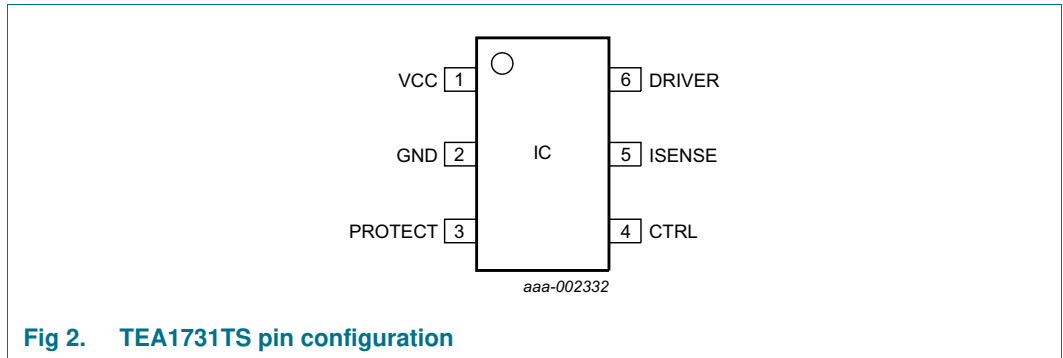 VCC 1 6 DRIVER
GND 2 IC 5 ISENSE
PROTECT 3 4 CTRL
aaa-002332
Fig 2. TEA1731TS pin configuration